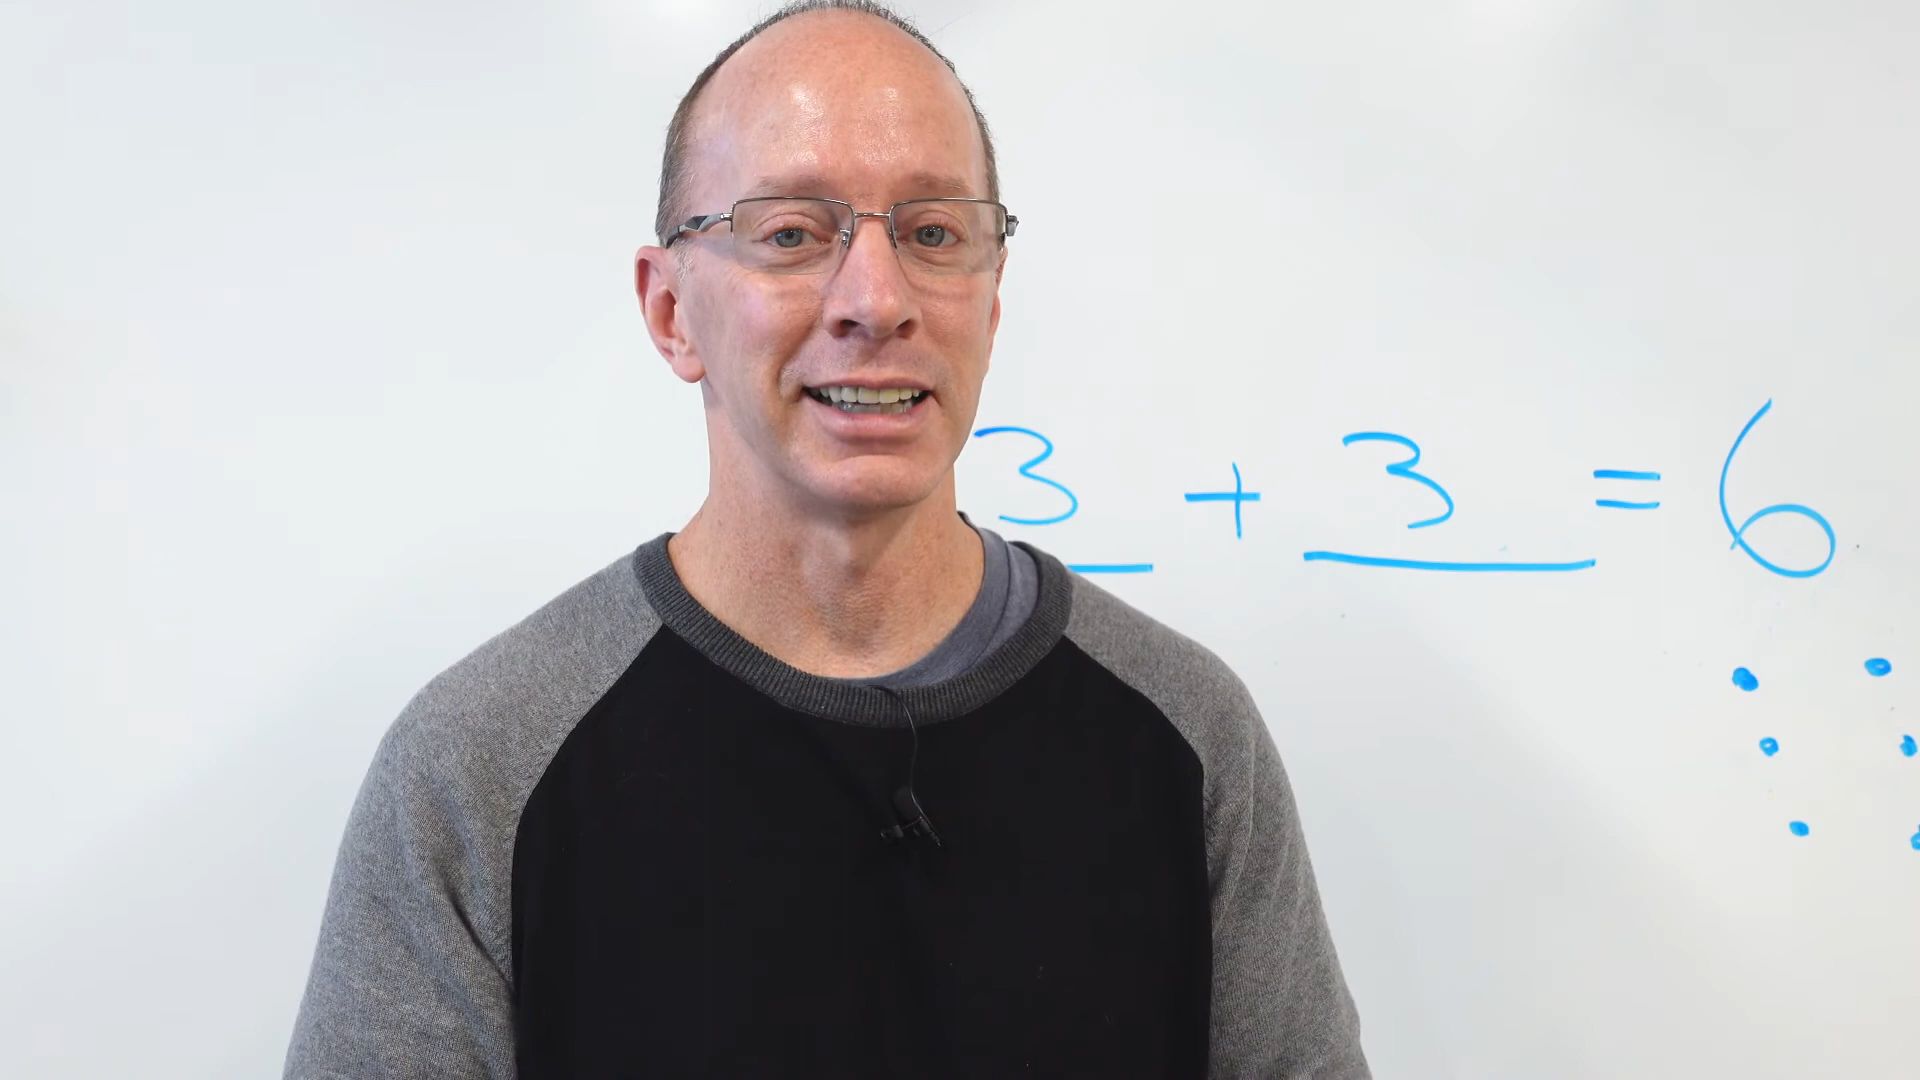 3 + 3 = 6